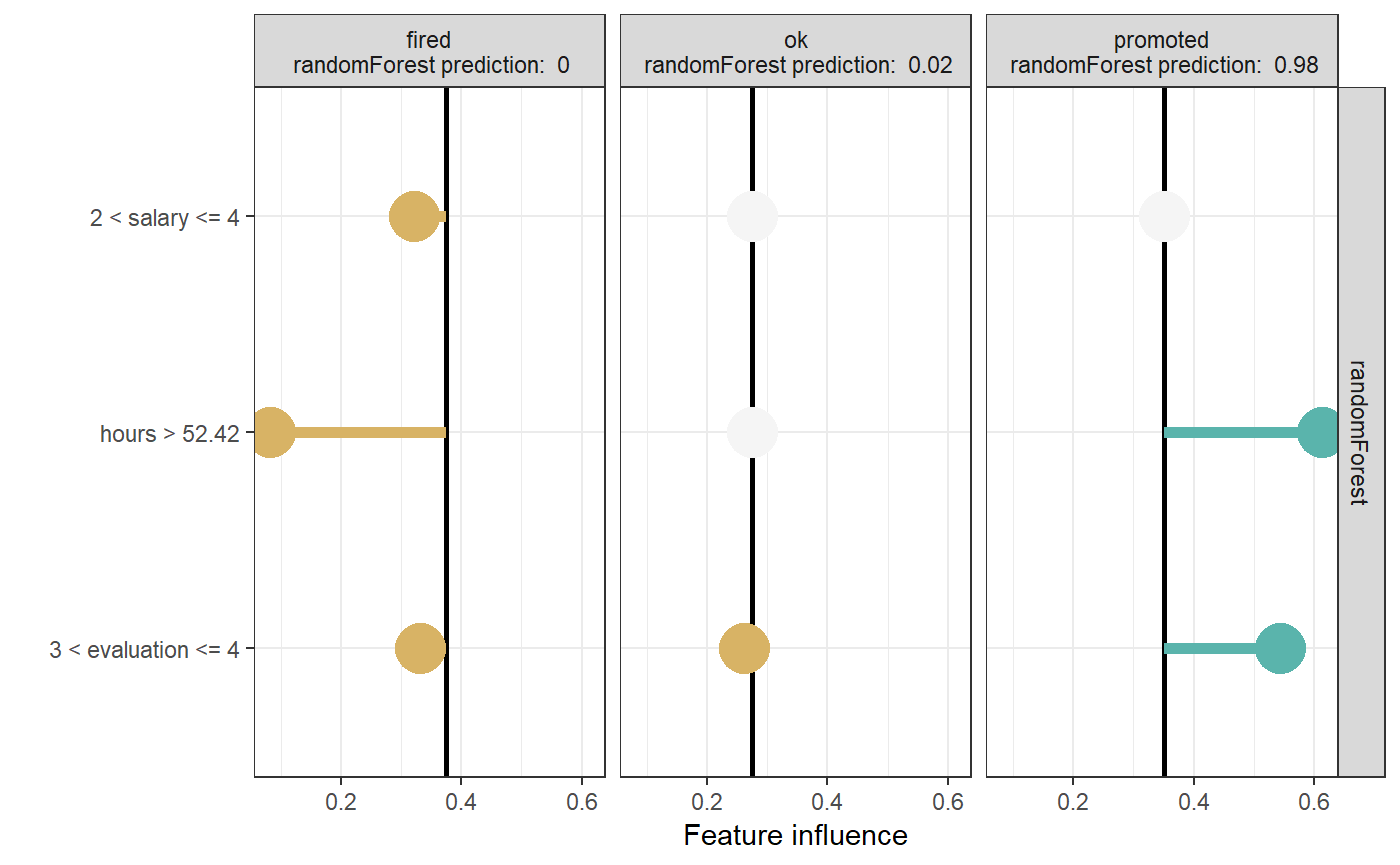 fired
randomForest prediction:  0
ok
randomForest prediction:  0.02
promoted
randomForest prediction:  0.98
2 < salary <= 4
hours > 52.42
3 < evaluation <= 4
randomForest
0.2 0.4 0.6
0.2 0.4 0.6
0.2 0.4 0.6
Feature influence